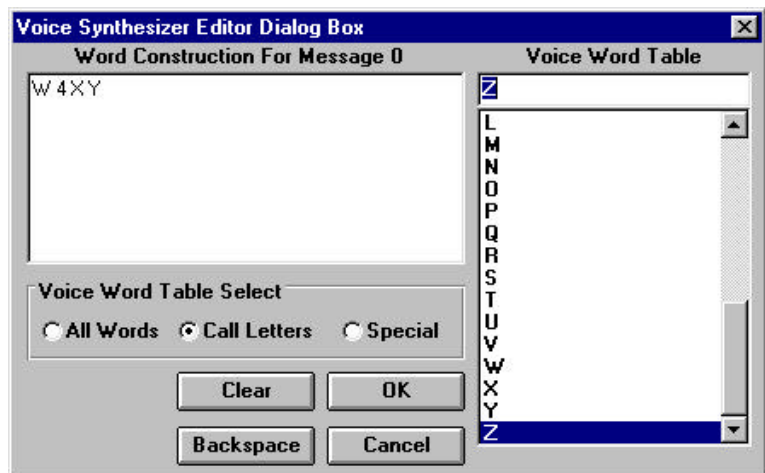 Voice Synthesizer Editor Dialog Box
Word Construction For Message 0
W 4 X Y
Voice Word Table Select
All Words Call Letters Special
Clear OK
Backspace Cancel
Voice Word Table
Z
L
M
N
O
P
Q
R
S
T
U
V
W
X
Y
Z